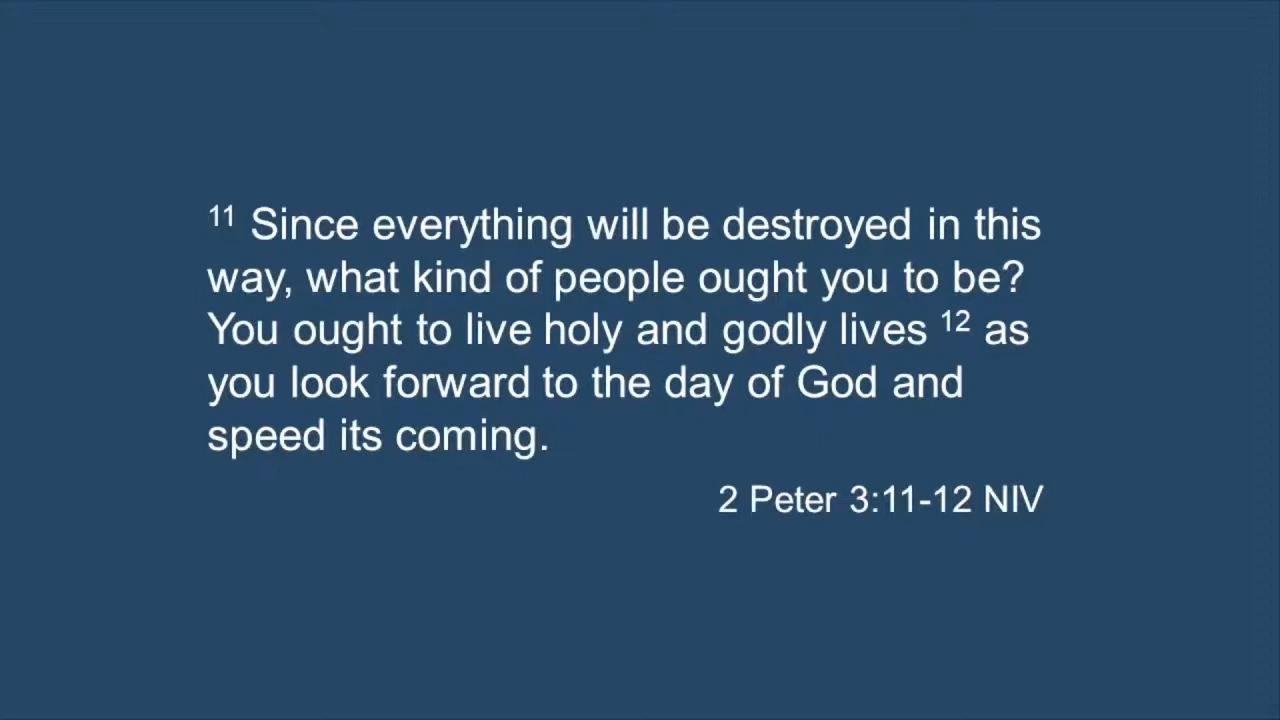 11 Since everything will be destroyed in this
way, what kind of people ought you to be?
You ought to live holy and godly lives 12 as
you look forward to the day of God and
speed its coming.
2 Peter 3:11-12 NIV